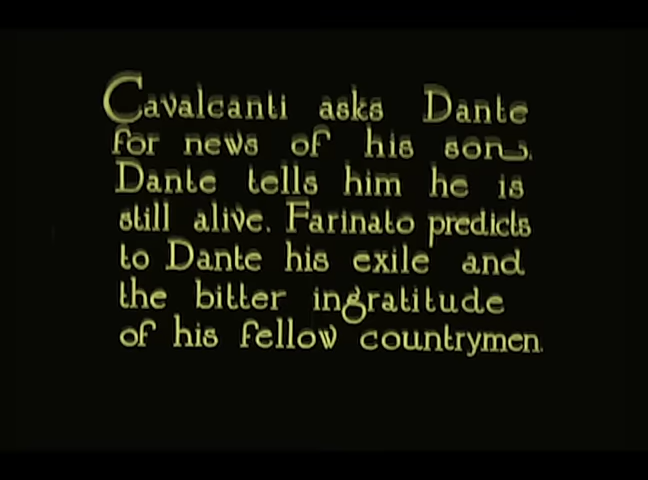 Cavalcanti asks Dante
for news of his son.
Dante tells him he is
still alive. Farinato predicts
to Dante his exile and
the bitter ingratitude
of his fellow countrymen.